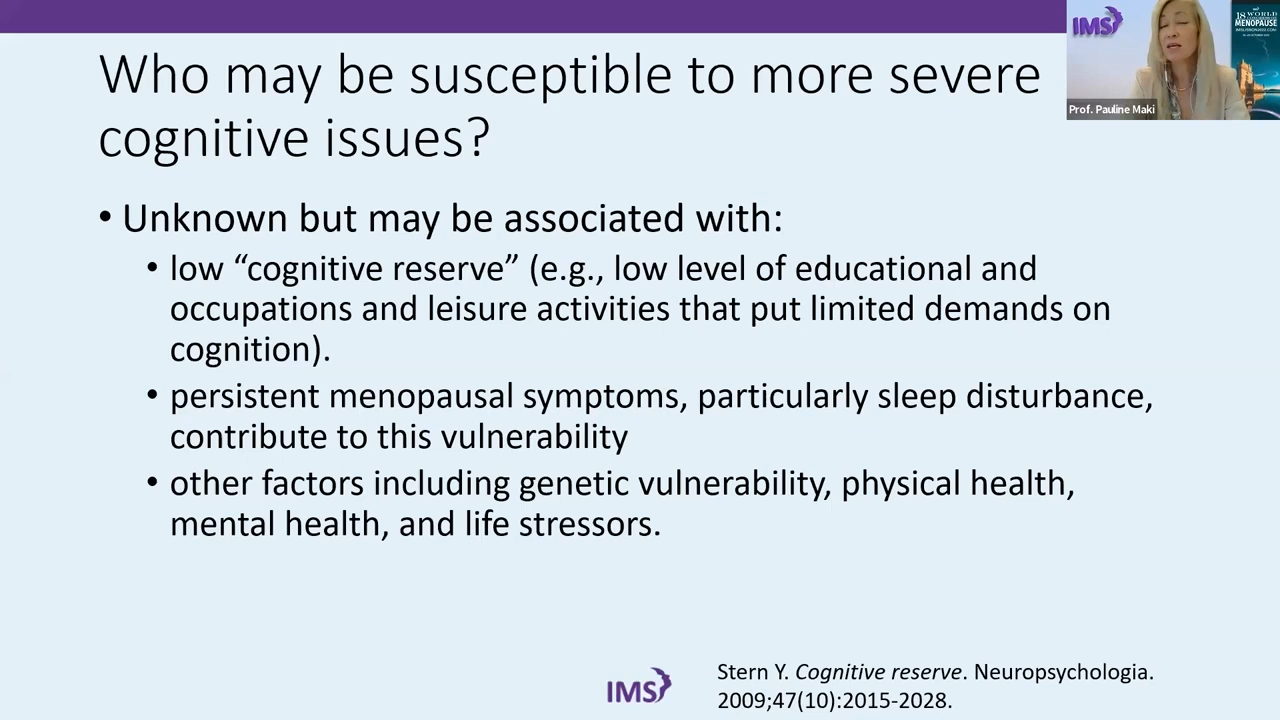 IMS
18 WORLD
MENOPAUSE
Prof. Pauline Maki
Who may be susceptible to more severe
cognitive issues?
• Unknown but may be associated with:
• low “cognitive reserve” (e.g., low level of educational and
occupations and leisure activities that put limited demands on
cognition).
• persistent menopausal symptoms, particularly sleep disturbance,
contribute to this vulnerability
• other factors including genetic vulnerability, physical health,
mental health, and life stressors.
IMS
Stern Y. Cognitive reserve. Neuropsychologia.
2009;47(10):2015-2028.